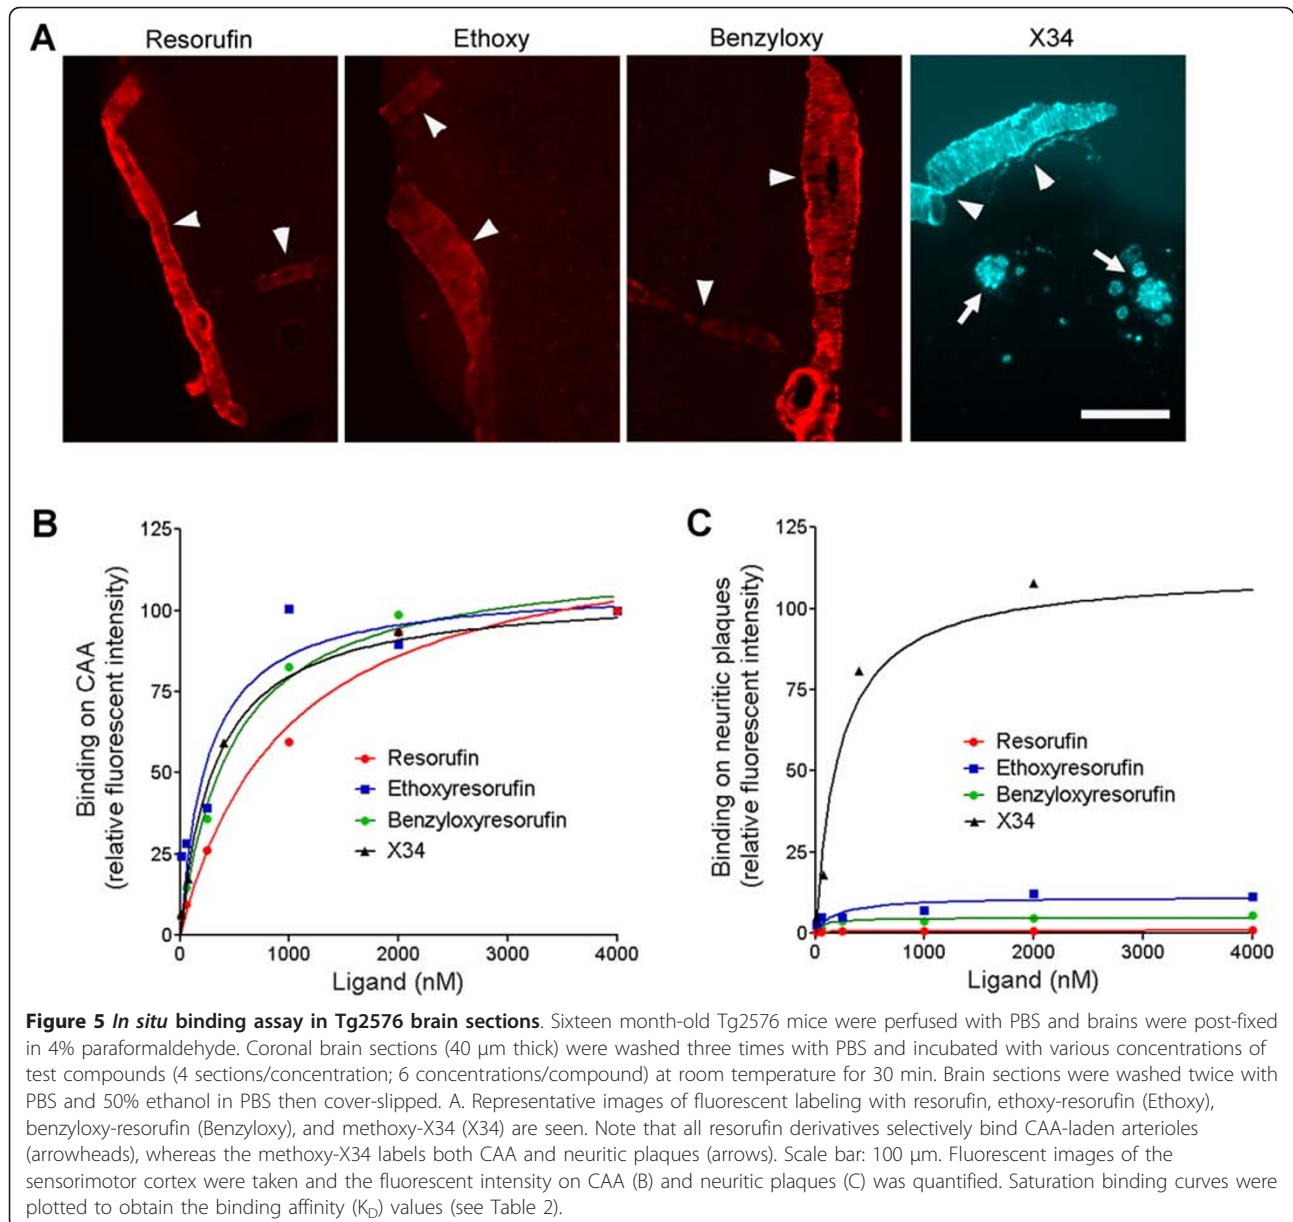 A
Resorufin
Ethoxy
Benzyloxy
X34
B
Binding on CAA
(relative fluorescent intensity)
125
100
75
50
25
0
Resorufin
Ethoxyresorufin
Benzyloxyresorufin
X34
0 1000 2000 3000 4000
Ligand (nM)
C
Binding on neuritic plaques
(relative fluorescent intensity)
125
100
75
50
25
0
Resorufin
Ethoxyresorufin
Benzyloxyresorufin
X34
0 1000 2000 3000 4000
Ligand (nM)
Figure 5 In situ binding assay in Tg2576 brain sections. Sixteen month-old Tg2576 mice were perfused with PBS and brains were post-fixed
in 4% paraformaldehyde. Coronal brain sections (40 μm thick) were washed three times with PBS and incubated with various concentrations of
test compounds (4 sections/concentration; 6 concentrations/compound) at room temperature for 30 min. Brain sections were washed twice with
PBS and 50% ethanol in PBS then cover-slipped. A. Representative images of fluorescent labeling with resorufin, ethoxy-resorufin (Ethoxy),
benzyloxy-resorufin (Benzyloxy), and methoxy-X34 (X34) are seen. Note that all resorufin derivatives selectively bind CAA-laden arterioles
(arrowheads), whereas the methoxy-X34 labels both CAA and neuritic plaques (arrows). Scale bar: 100 μm. Fluorescent images of the
sensorimotor cortex were taken and the fluorescent intensity on CAA (B) and neuritic plaques (C) was quantified. Saturation binding curves were
plotted to obtain the binding affinity (K_D) values (see Table 2).